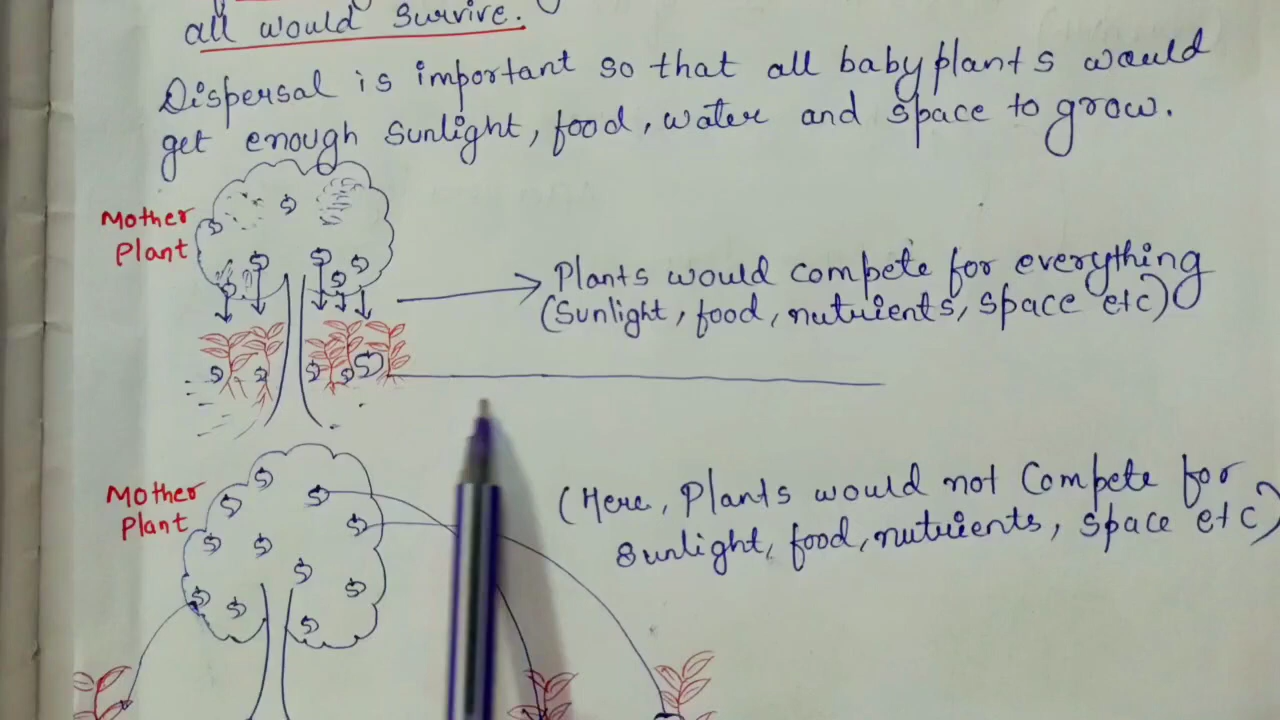 all would survive.
Dispersal is important so that all baby plants would
get enough sunlight, food, water and space to grow.
Mother
Plant
Plants would compete for everything
(Sunlight, food, nutrients, space etc)
Mother
Plant
(Here, Plants would not Compete for
sunlight, food, nutrients, space etc)